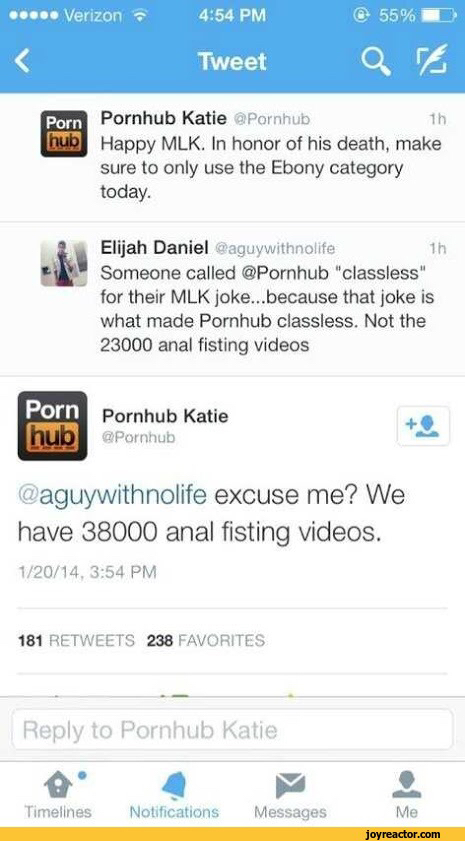 Verizon 4:54 PM 55%
Tweet
Porn hub
Pornhub Katie @Pornhub 1h
Happy MLK. In honor of his death, make
sure to only use the Ebony category
today.
Elijah Daniel @aguywithnolife 1h
Someone called @Pornhub "classless"
for their MLK joke...because that joke is
what made Pornhub classless. Not the
23000 anal fisting videos
Porn
hub
Pornhub Katie
@Pornhub
@aguywithnolife excuse me? We
have 38000 anal fisting videos.
1/20/14, 3:54 PM
181 RETWEETS 238 FAVORITES
Reply to Pornhub Katie
Timelines Notifications Messages Me
joyreactor.com